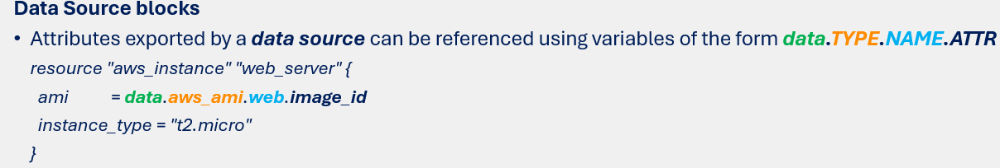 Data Source blocks
• Attributes exported by a data source can be referenced using variables of the form data.TYPE.NAME.ATTR
resource "aws_instance" "web_server" {
ami = data.aws_ami.web.image_id
instance_type = "t2.micro"
}